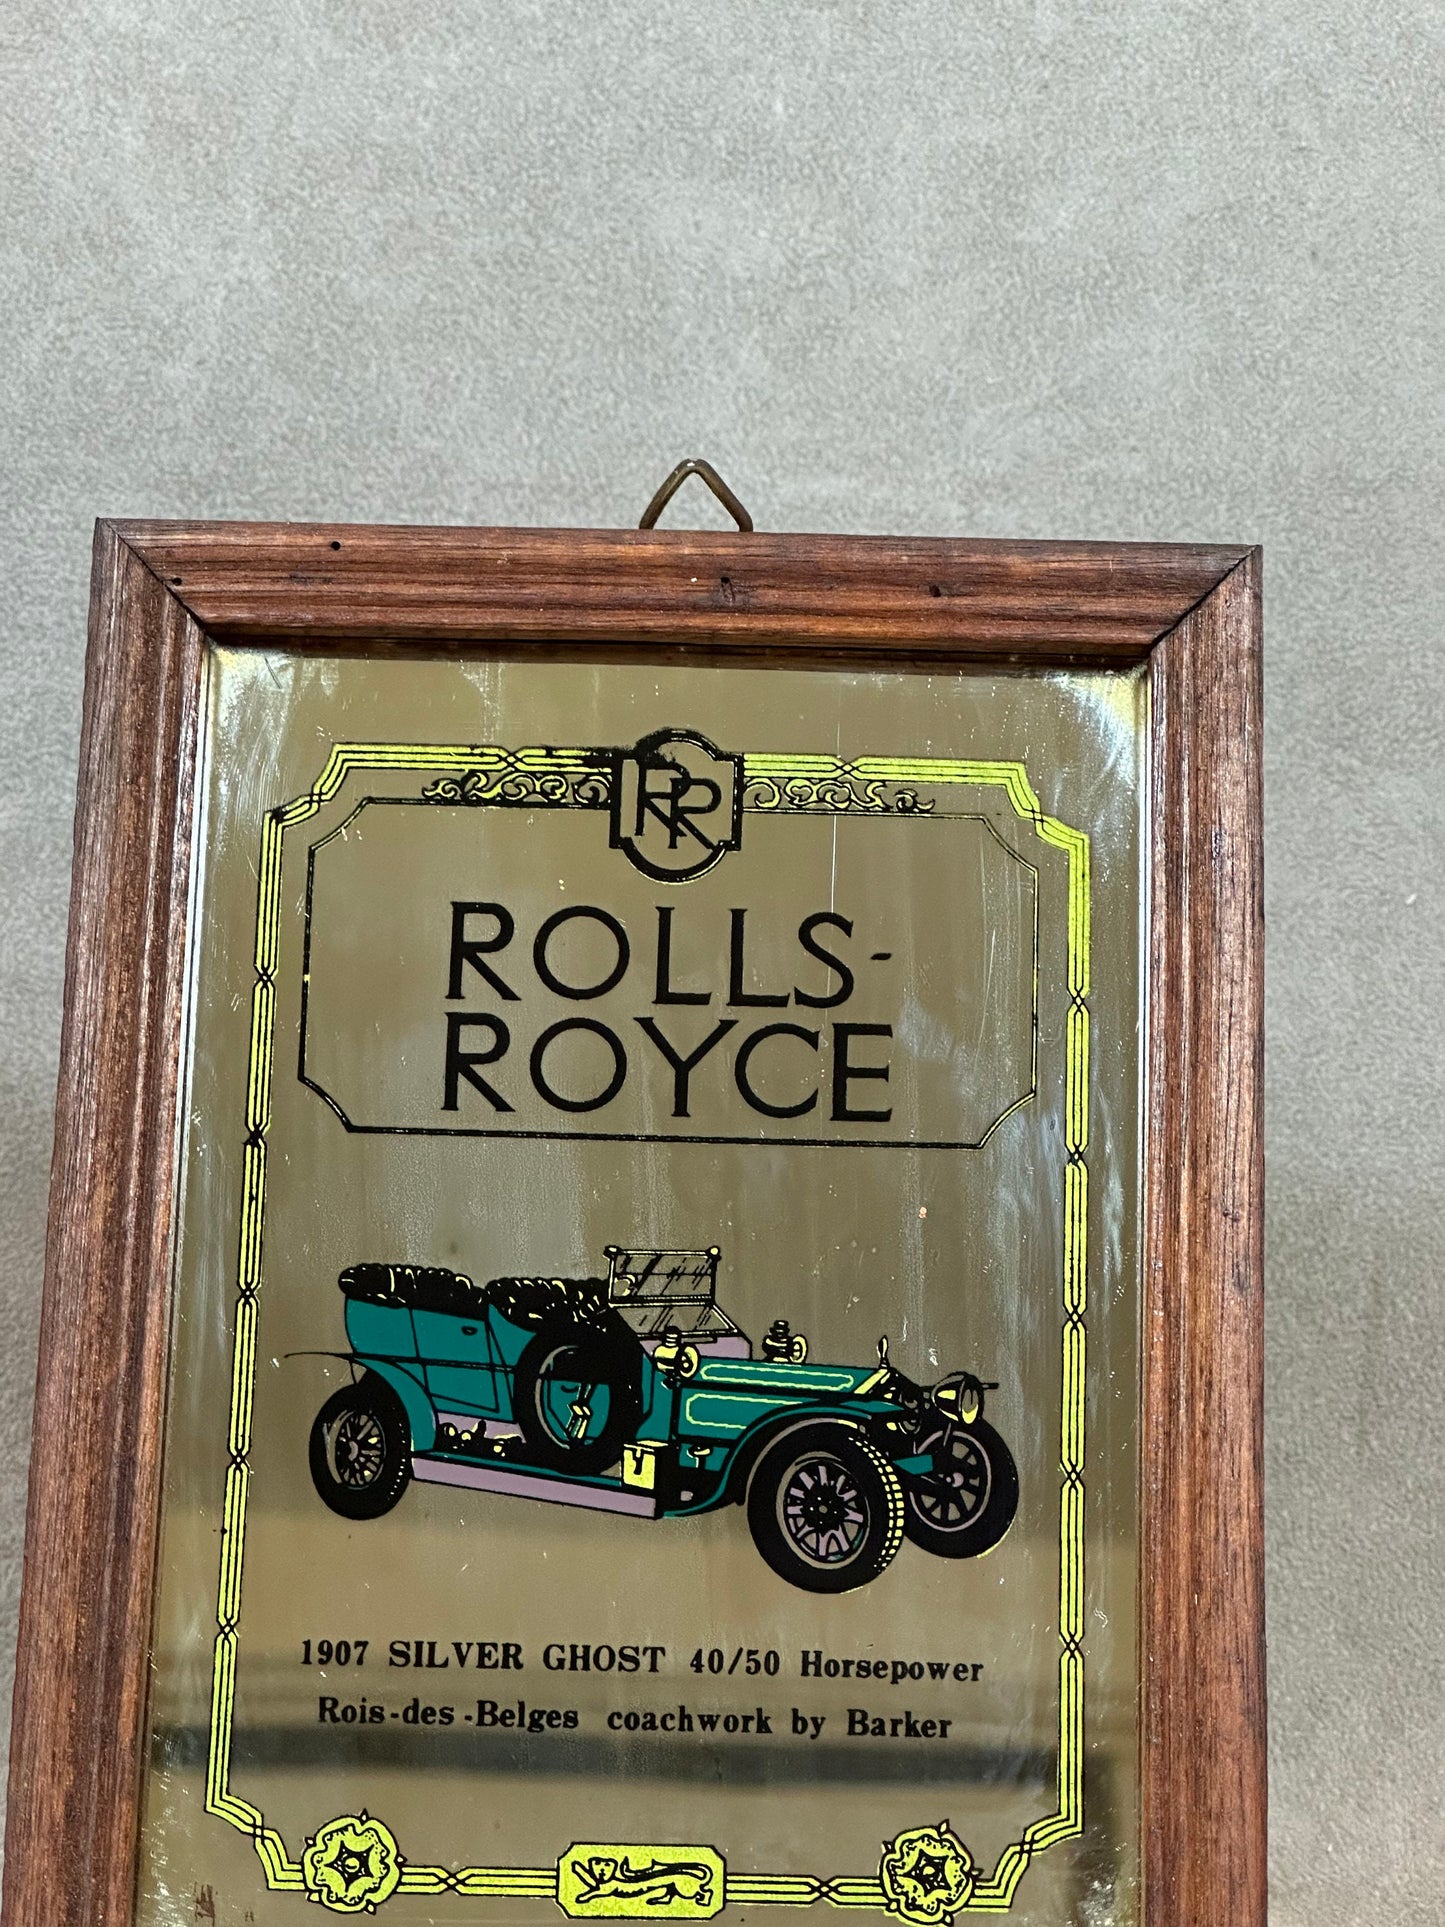 RR
ROLLS-
ROYCE
1907 SILVER GHOST 40/50 Horsepower
Rois-des-Belges coachwork by Barker